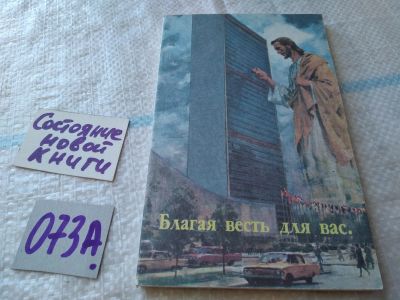 Состояние
новой
книги
073А.
Благая весть для вас.